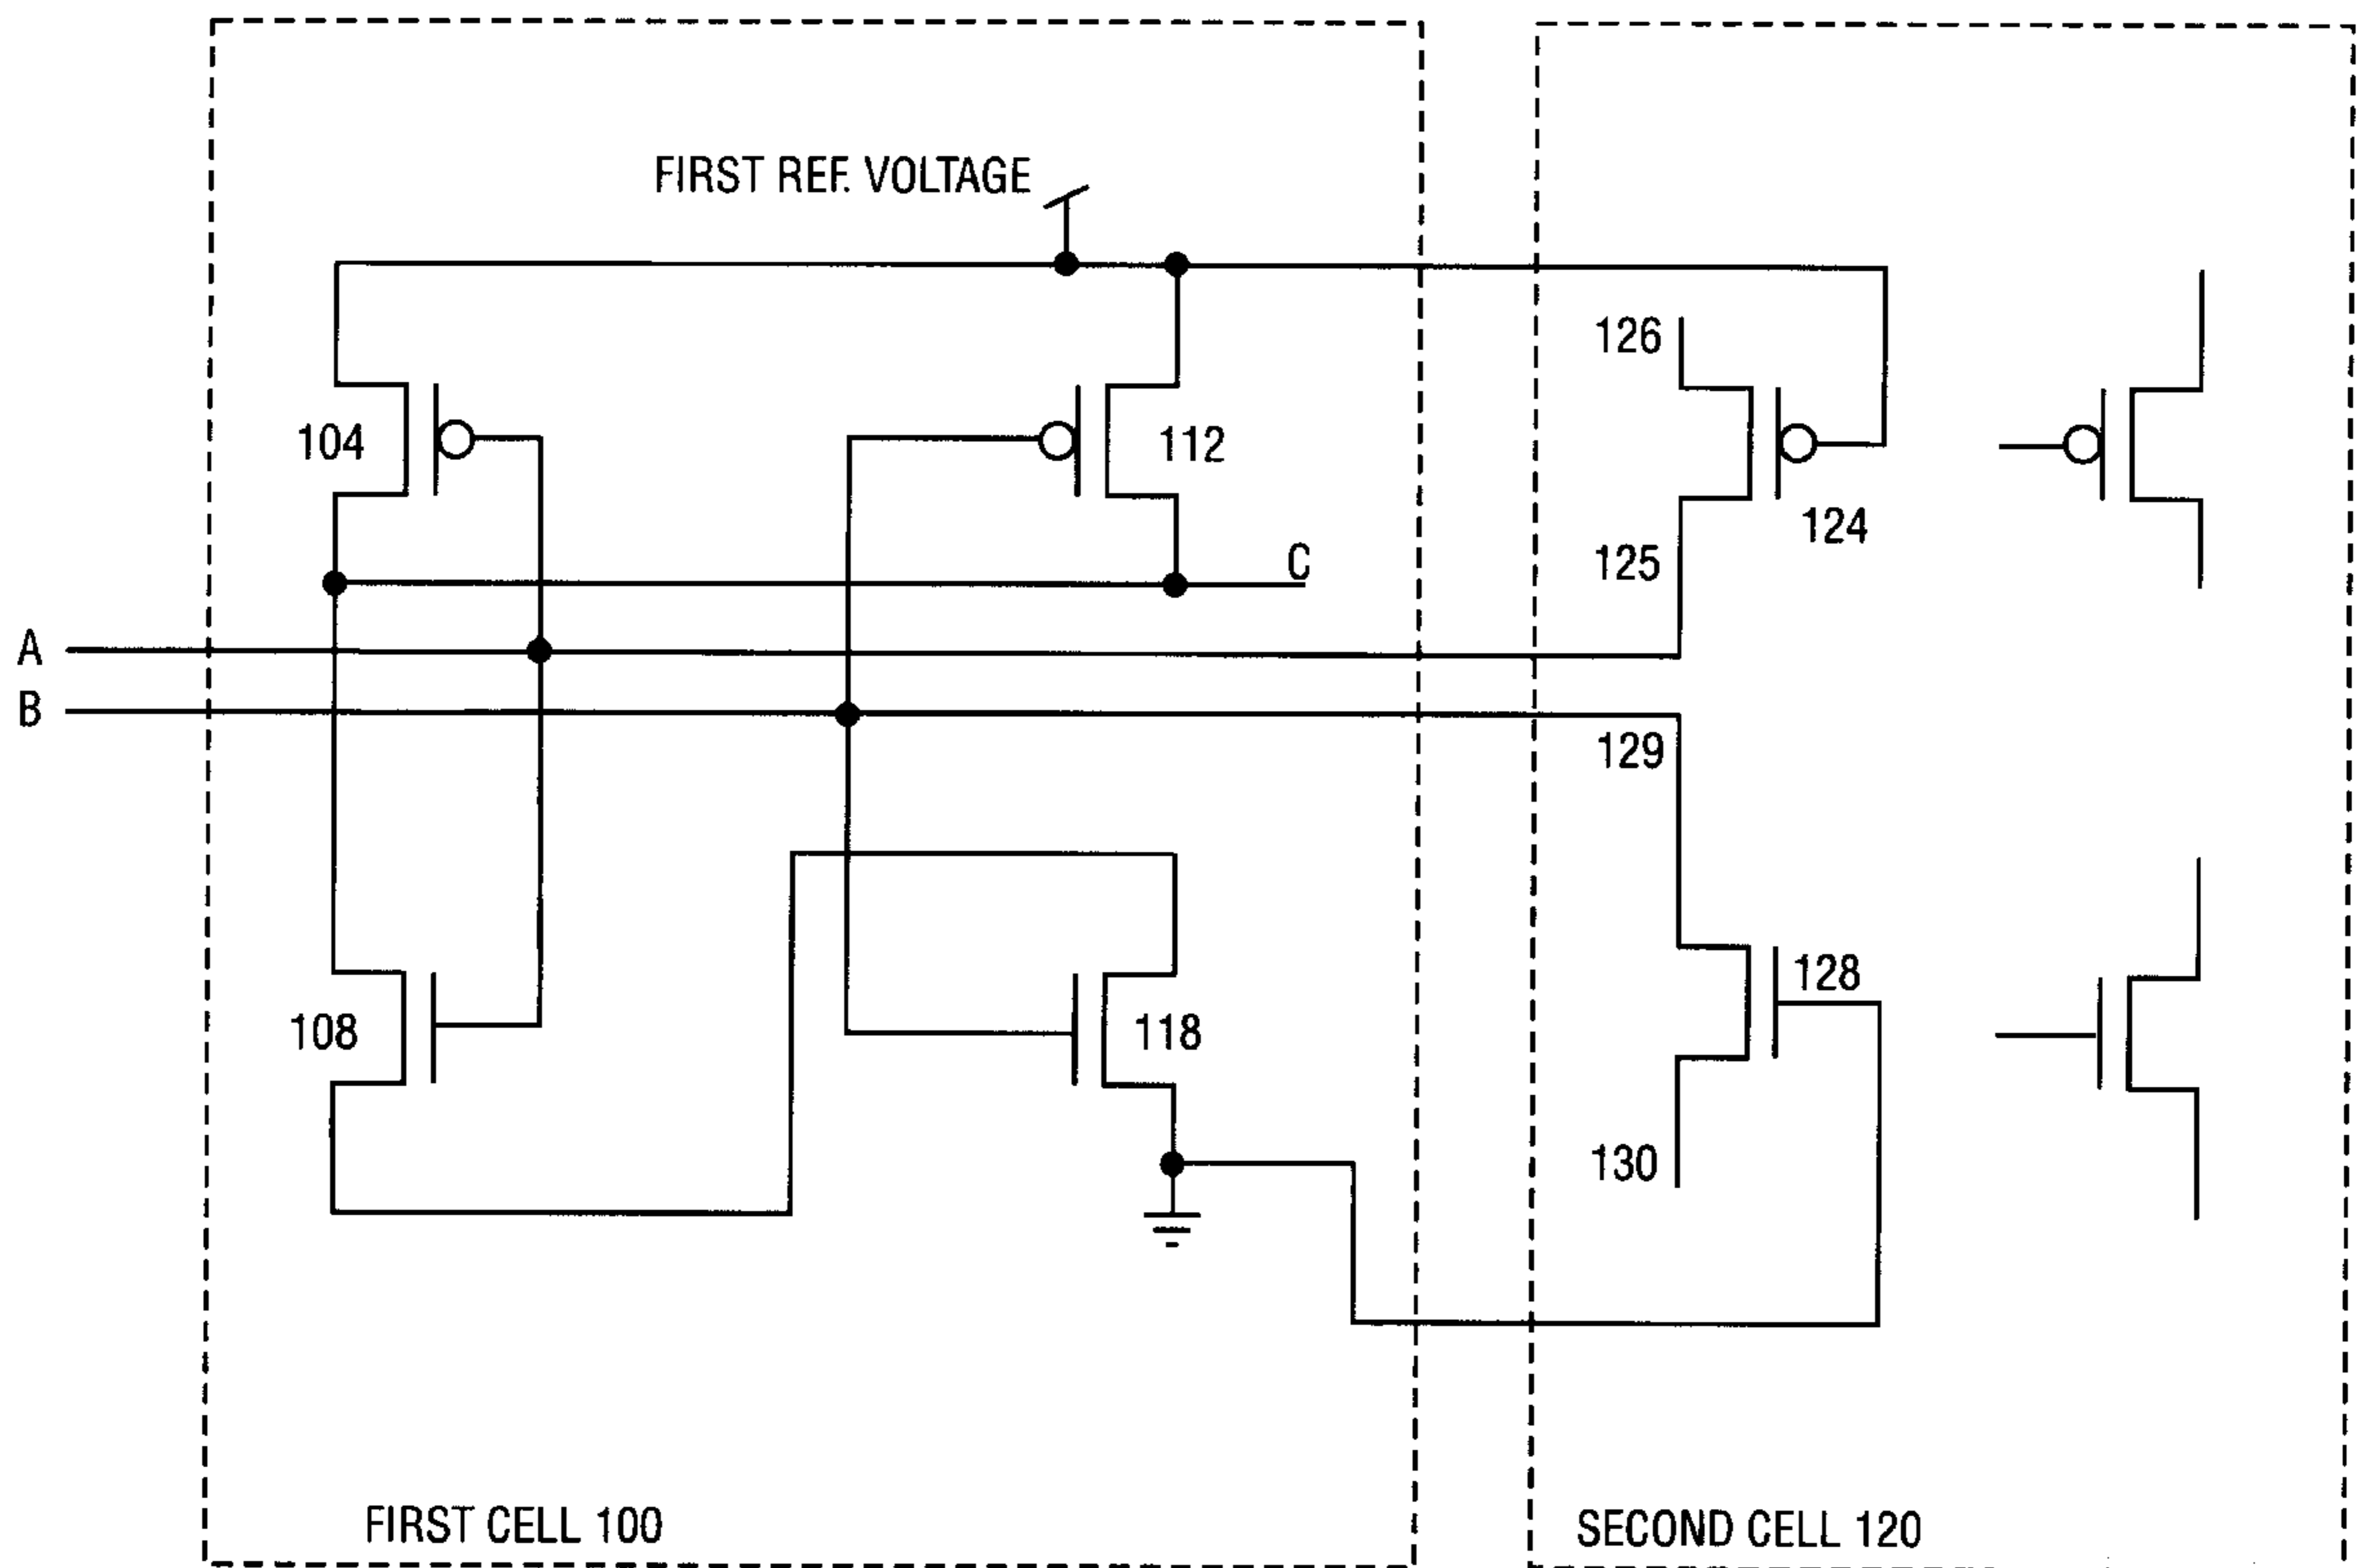 FIRST REF. VOLTAGE
126
104
112
124
125
C
A
B
129
128
108
118
130
FIRST CELL 100
SECOND CELL 120